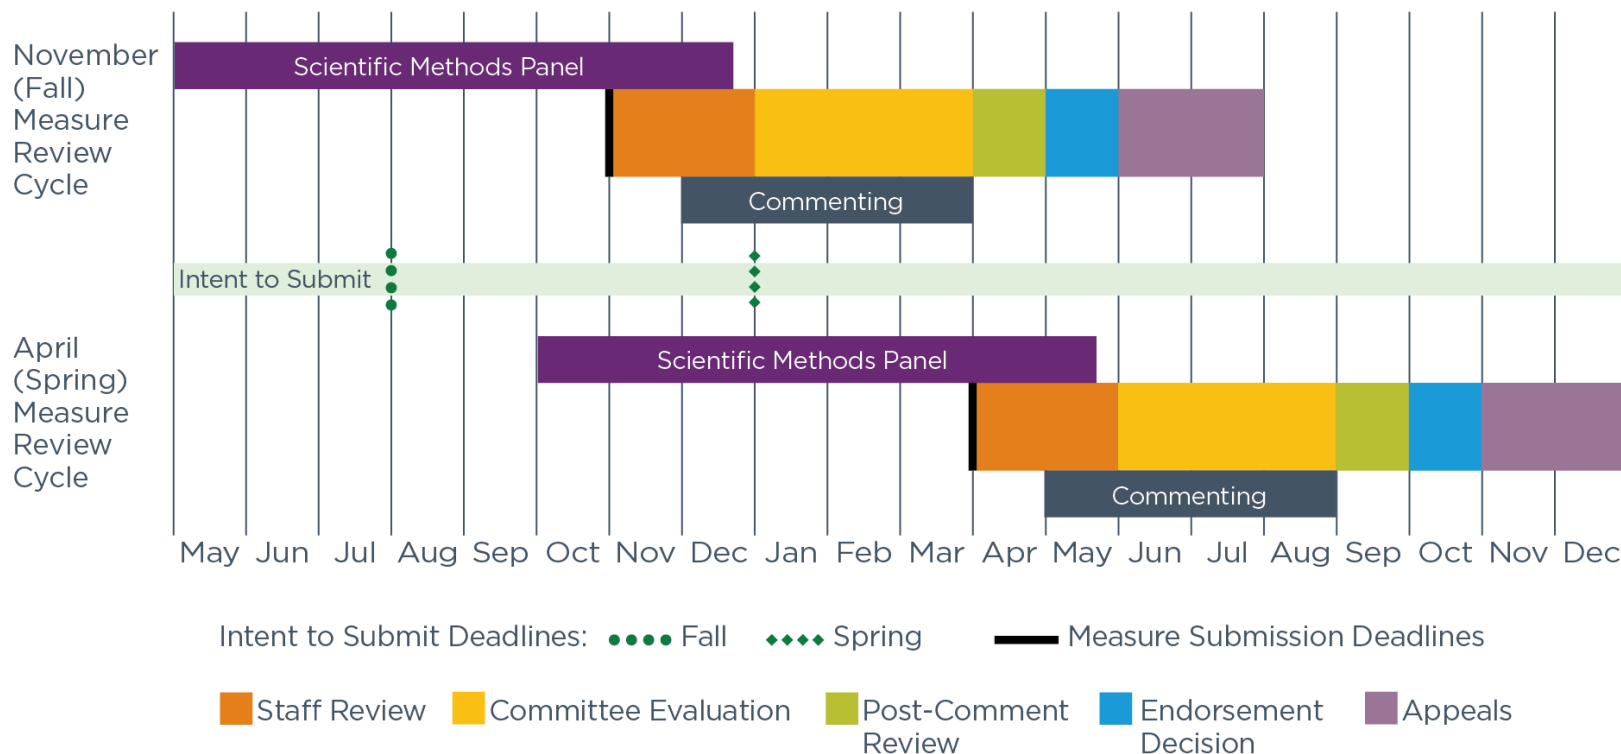 November
(Fall)
Measure
Review
Cycle
Scientific Methods Panel
Commenting
Intent to Submit
April
(Spring)
Measure
Review
Cycle
Scientific Methods Panel
Commenting
May Jun Jul Aug Sep Oct Nov Dec Jan Feb Mar Apr May Jun Jul Aug Sep Oct Nov Dec
Intent to Submit Deadlines: Fall Spring Measure Submission Deadlines
Staff Review Committee Evaluation Post-Comment Endorsement Appeals
Review Decision